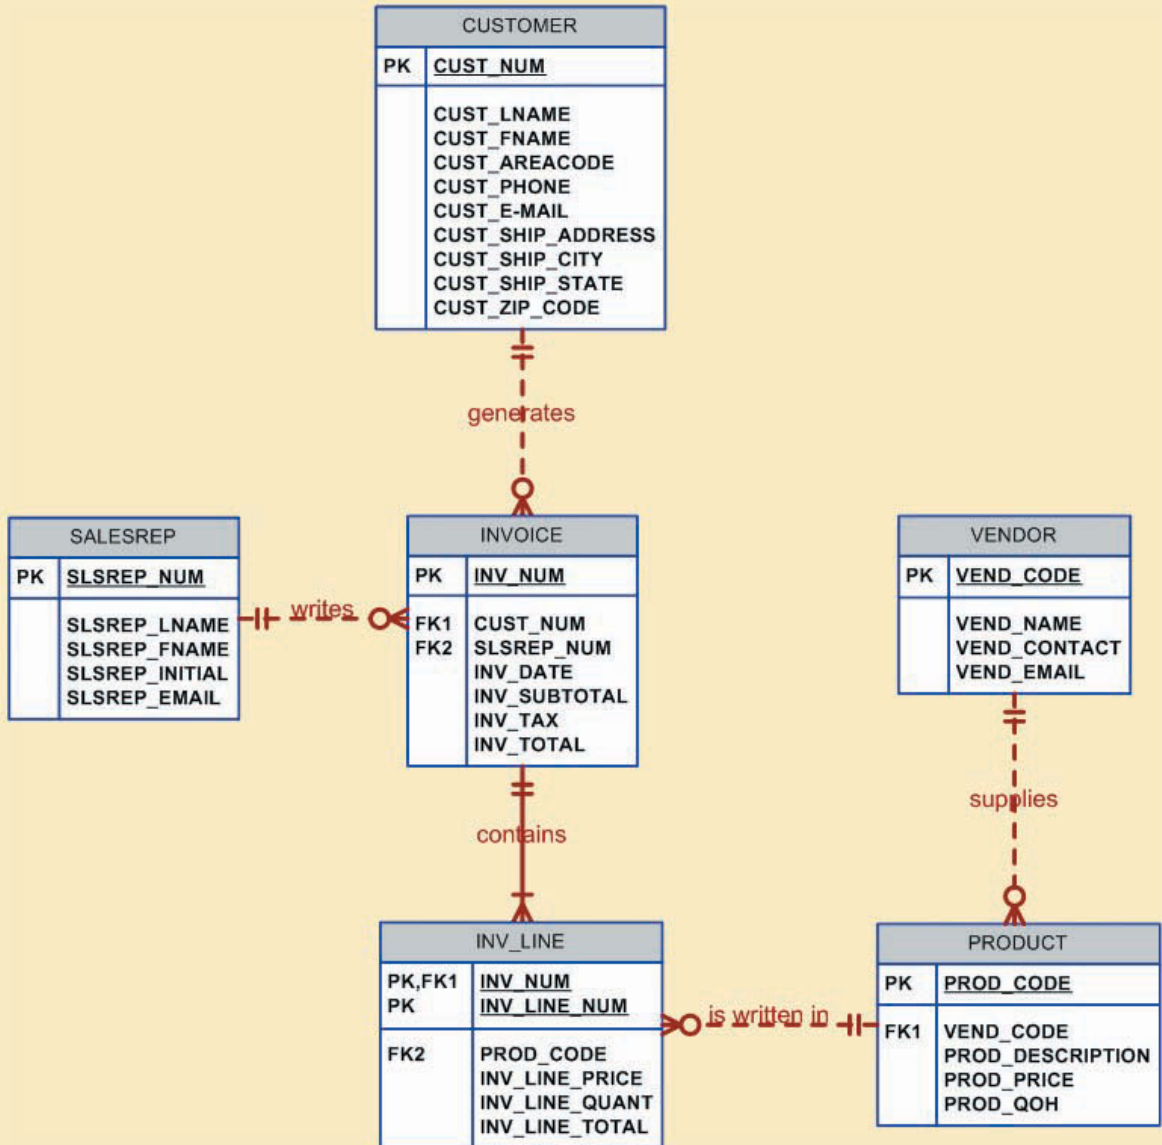 CUSTOMER
PK CUST_NUM
CUST_LNAME
CUST_FNAME
CUST_AREACODE
CUST_PHONE
CUST_E-MAIL
CUST_SHIP_ADDRESS
CUST_SHIP_CITY
CUST_SHIP_STATE
CUST_ZIP_CODE
generates
SALESREP
PK SLSREP_NUM
SLSREP_LNAME
SLSREP_FNAME
SLSREP_INITIAL
SLSREP_EMAIL
writes
INVOICE
PK INV_NUM
FK1 CUST_NUM
FK2 SLSREP_NUM
INV_DATE
INV_SUBTOTAL
INV_TAX
INV_TOTAL
VENDOR
PK VEND_CODE
VEND_NAME
VEND_CONTACT
VEND_EMAIL
contains
supplies
INV_LINE
PK,FK1 INV_NUM
PK INV_LINE_NUM
FK2 PROD_CODE
INV_LINE_PRICE
INV_LINE_QUANT
INV_LINE_TOTAL
is written in
PRODUCT
PK PROD_CODE
FK1 VEND_CODE
PROD_DESCRIPTION
PROD_PRICE
PROD_QOH